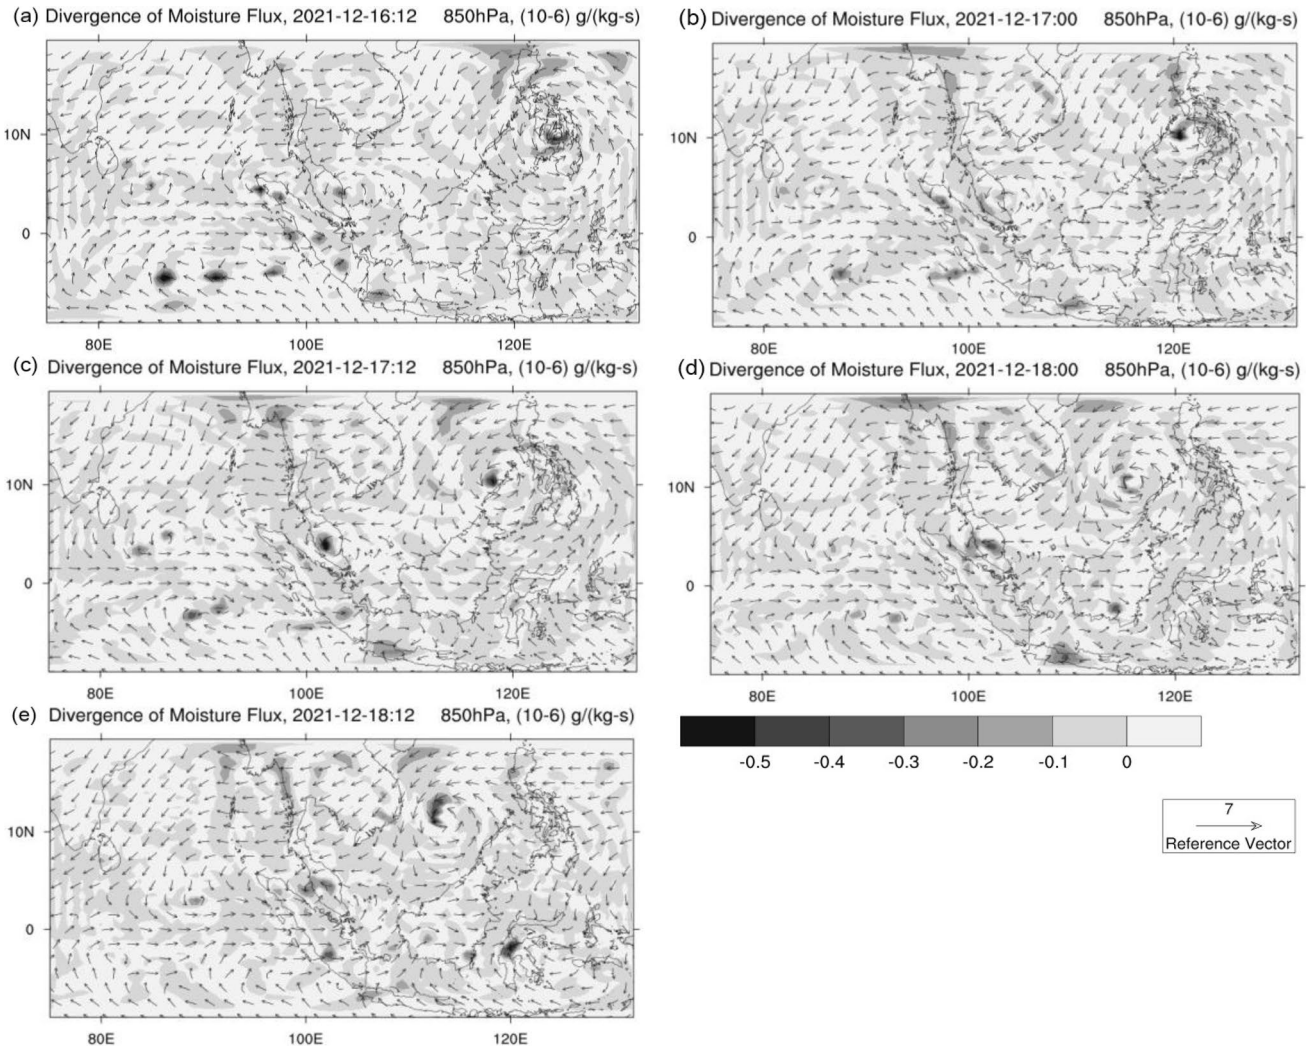 (a) Divergence of Moisture Flux, 2021-12-16:12 850hPa, (10-6) g/(kg-s)
10N
0
80E 100E 120E
(b) Divergence of Moisture Flux, 2021-12-17:00 850hPa, (10-6) g/(kg-s)
10N
0
80E 100E 120E
(c) Divergence of Moisture Flux, 2021-12-17:12 850hPa, (10-6) g/(kg-s)
10N
0
80E 100E 120E
(d) Divergence of Moisture Flux, 2021-12-18:00 850hPa, (10-6) g/(kg-s)
10N
0
80E 100E 120E
(e) Divergence of Moisture Flux, 2021-12-18:12 850hPa, (10-6) g/(kg-s)
10N
0
80E 100E 120E
-0.5 -0.4 -0.3 -0.2 -0.1 0
7
Reference Vector